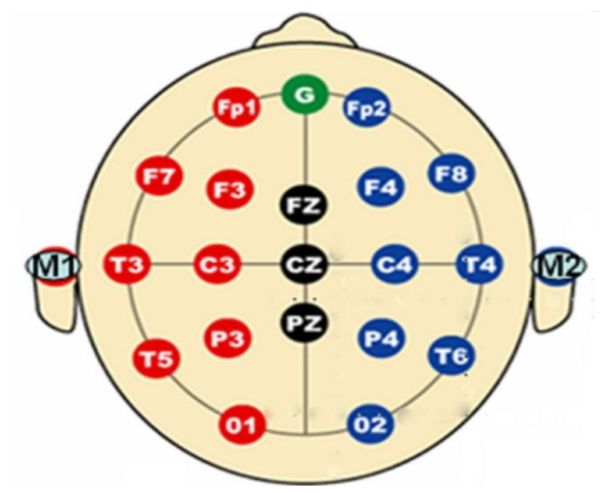 G
Fp1 Fp2
F7 F3 F4 F8
FZ
M1 T3 C3 CZ C4 T4 M2
PZ
T5 P3 P4 T6
01 02